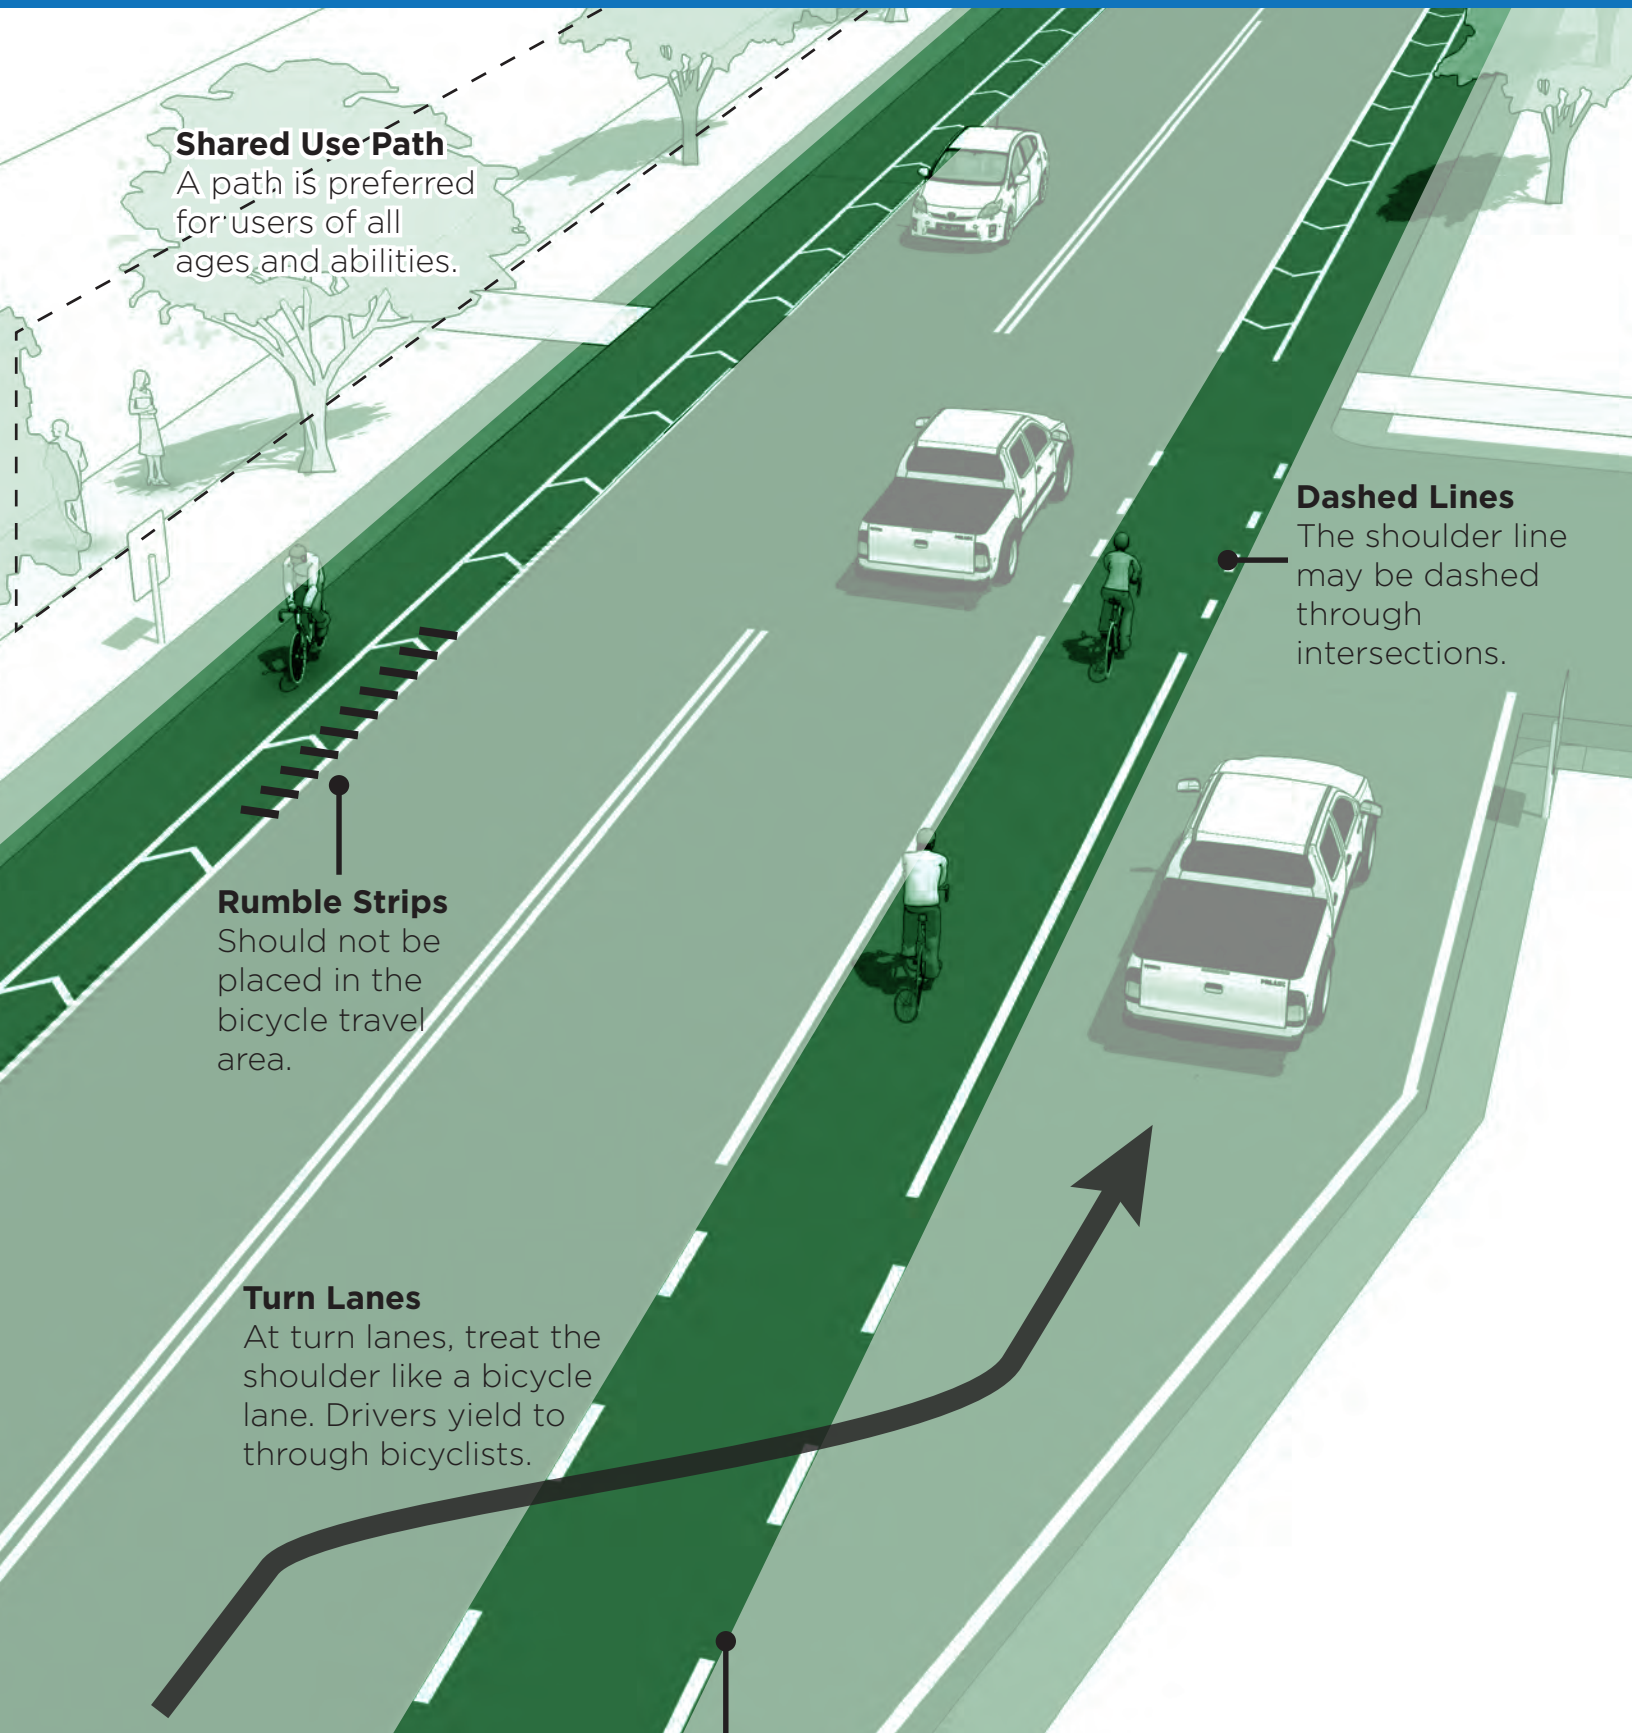 Shared Use Path
A path is preferred
for users of all
ages and abilities.
Dashed Lines
The shoulder line
may be dashed
through
intersections.
Rumble Strips
Should not be
placed in the
bicycle travel
area.
Turn Lanes
At turn lanes, treat the
shoulder like a bicycle
lane. Drivers yield to
through bicyclists.